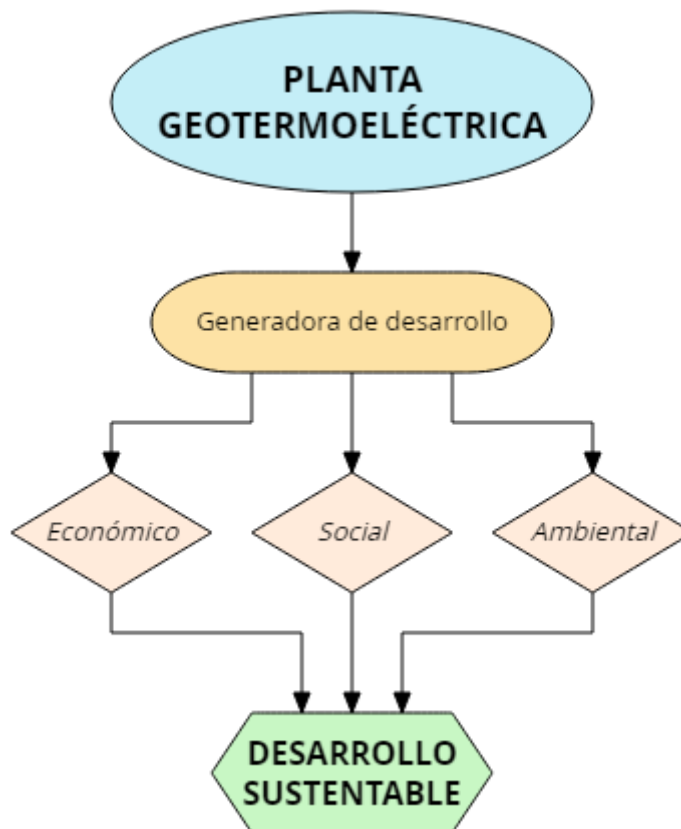 PLANTA
GEOTERMOELÉCTRICA
Generadora de desarrollo
Económico
Social
Ambiental
DESARROLLO
SUSTENTABLE